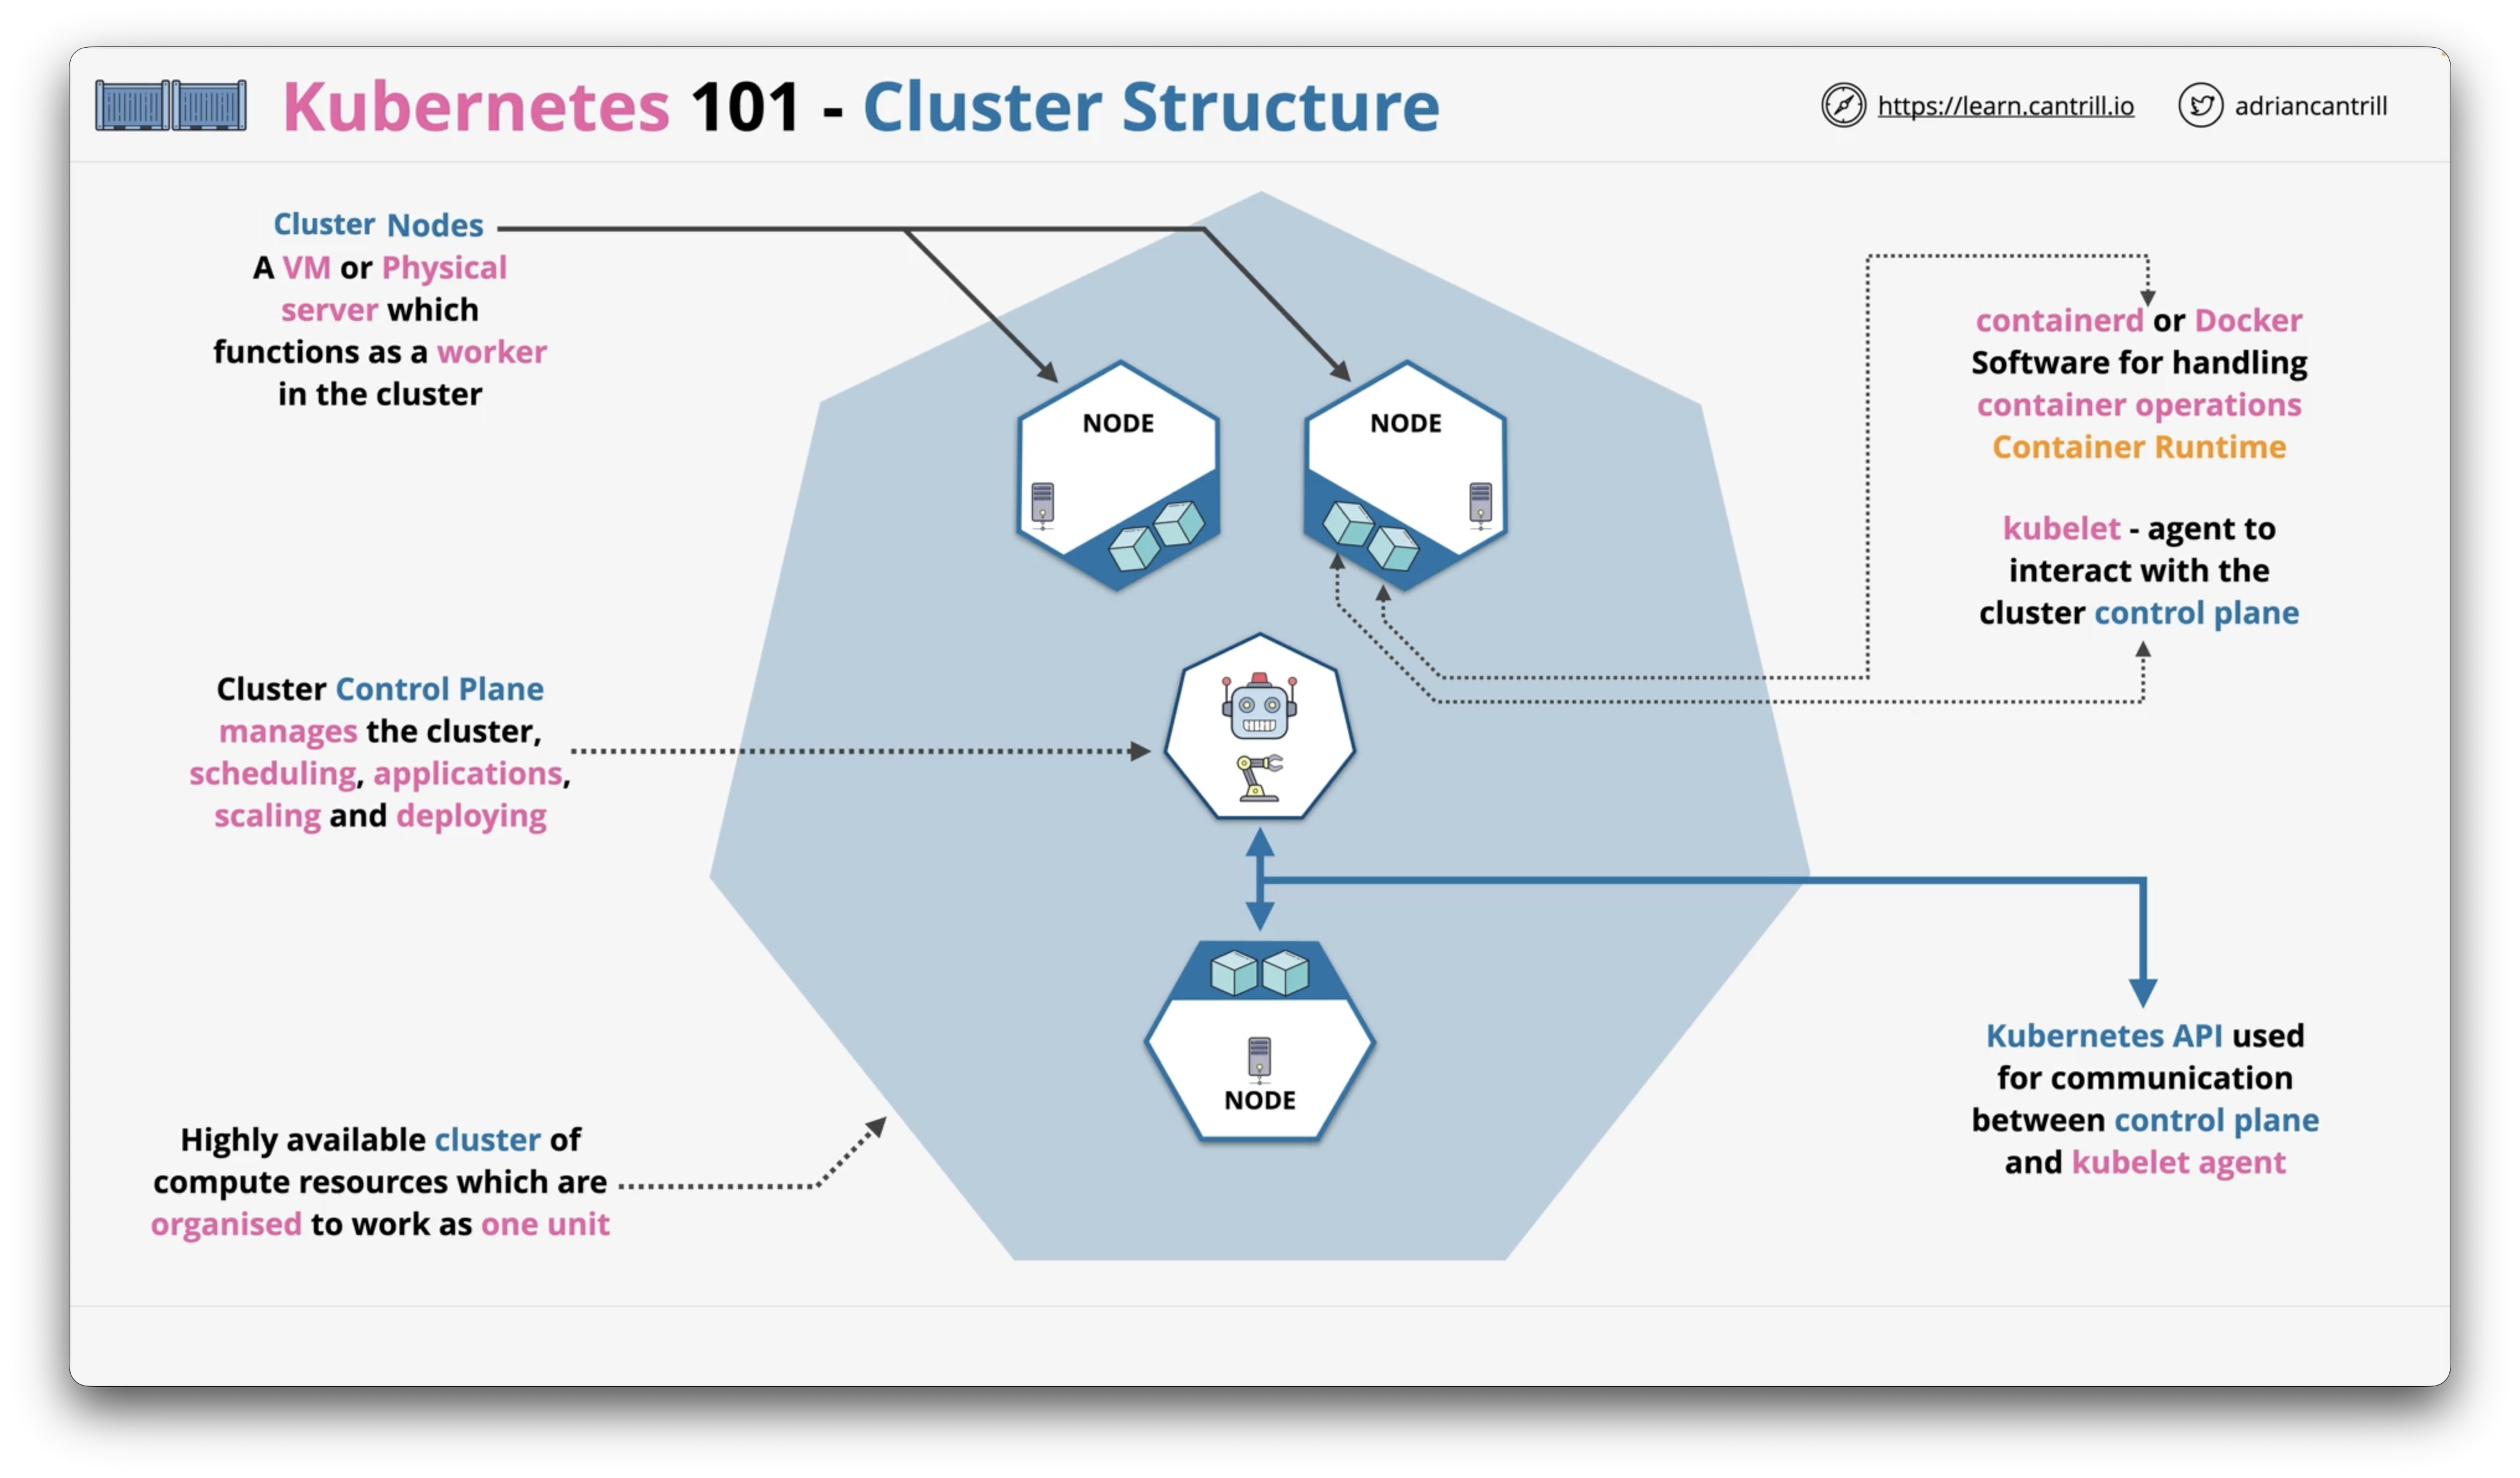 Kubernetes 101 - Cluster Structure
https://learn.cantrill.io
adriancantrill
Cluster Nodes
A VM or Physical
server which
functions as a worker
in the cluster
NODE
NODE
containerd or Docker
Software for handling
container operations
Container Runtime
kubelet - agent to
interact with the
cluster control plane
Cluster Control Plane
manages the cluster,
scheduling, applications,
scaling and deploying
NODE
Kubernetes API used
for communication
between control plane
and kubelet agent
Highly available cluster of
compute resources which are
organised to work as one unit